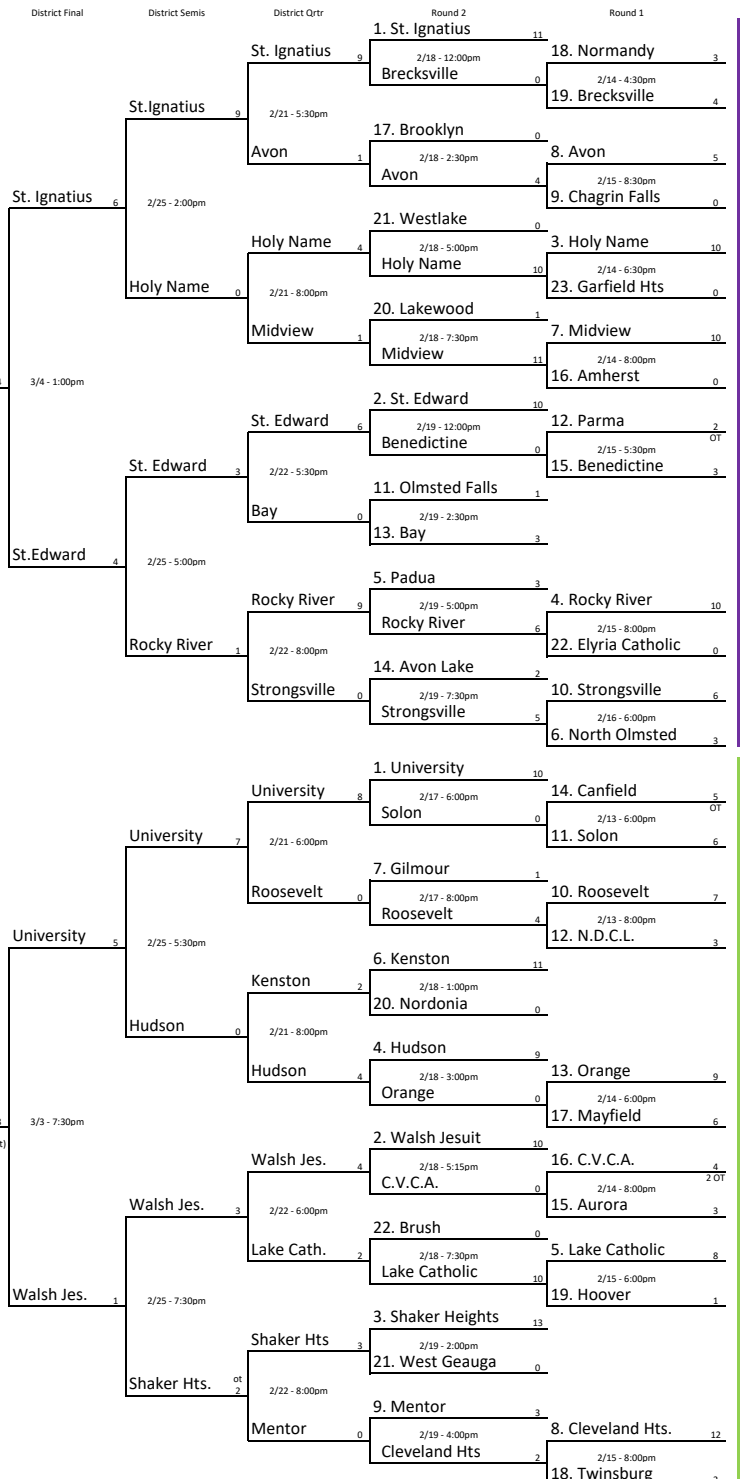 District Final District Semis District Qrtr Round 2 Round 1
1. St. Ignatius 11
St. Ignatius 9 18. Normandy 3
2/18 - 12:00pm 2/14 - 4:30pm
Brecksville 0
19. Brecksville 4
St.Ignatius 9 2/21 - 5:30pm
17. Brooklyn 0
Avon 1 2/18 - 2:30pm 8. Avon 5
Avon 4 2/15 - 8:30pm
St. Ignatius 6 2/25 - 2:00pm 9. Chagrin Falls 0
21. Westlake 0
Holy Name 4 2/18 - 5:00pm 3. Holy Name 10
Holy Name 10 2/14 - 6:30pm
Holy Name 0 2/21 - 8:00pm 23. Garfield Hts 0
20. Lakewood 1
Midview 1 2/18 - 7:30pm 7. Midview 10
Midview 11 2/14 - 8:00pm
3/4 - 1:00pm 16. Amherst 0
2. St. Edward 10
St. Edward 6 2/19 - 12:00pm 12. Parma 2
OT
Benedictine 0 2/15 - 5:30pm
St. Edward 3 2/22 - 5:30pm 15. Benedictine 3
11. Olmsted Falls 1
Bay 0 2/19 - 2:30pm
13. Bay 3
St.Edward 4 2/25 - 5:00pm
5. Padua 3
Rocky River 9 2/19 - 5:00pm 4. Rocky River 10
Rocky River 6 2/15 - 8:00pm
Rocky River 1 2/22 - 8:00pm 22. Elyria Catholic 0
14. Avon Lake 2
Strongsville 0 2/19 - 7:30pm 10. Strongsville 6
Strongsville 5 2/16 - 6:00pm
6. North Olmsted 3
1. University 10
University 8 2/17 - 6:00pm 14. Canfield 5
OT
Solon 0 2/13 - 6:00pm
University 7 2/21 - 6:00pm 11. Solon 6
7. Gilmour 1
Roosevelt 0 2/17 - 8:00pm 10. Roosevelt 7
Roosevelt 4 2/13 - 8:00pm
University 5 2/25 - 5:30pm 12. N.D.C.L. 3
6. Kenston 11
Kenston 2 2/18 - 1:00pm
20. Nordonia 0
Hudson 0 2/21 - 8:00pm
4. Hudson 9
Hudson 4 2/18 - 3:00pm 13. Orange 9
Orange 0 2/14 - 6:00pm
3/3 - 7:30pm 17. Mayfield 6
2. Walsh Jesuit 10
Walsh Jes. 4 2/18 - 5:15pm 16. C.V.C.A. 4
2 OT
C.V.C.A. 0 2/14 - 8:00pm
Walsh Jes. 3 2/22 - 6:00pm 15. Aurora 3
22. Brush 0
Lake Cath. 2 2/18 - 7:30pm 5. Lake Catholic 8
Lake Catholic 10 2/15 - 6:00pm
Walsh Jes. 1 2/25 - 7:30pm 19. Hoover 1
3. Shaker Heights 13
Shaker Hts 3 2/19 - 2:00pm
21. West Geauga 0
Shaker Hts. ot 2 2/22 - 8:00pm
9. Mentor 3
Mentor 0 2/19 - 4:00pm 8. Cleveland Hts. 12
Cleveland Hts 2 2/15 - 8:00pm
18. Twinsburg